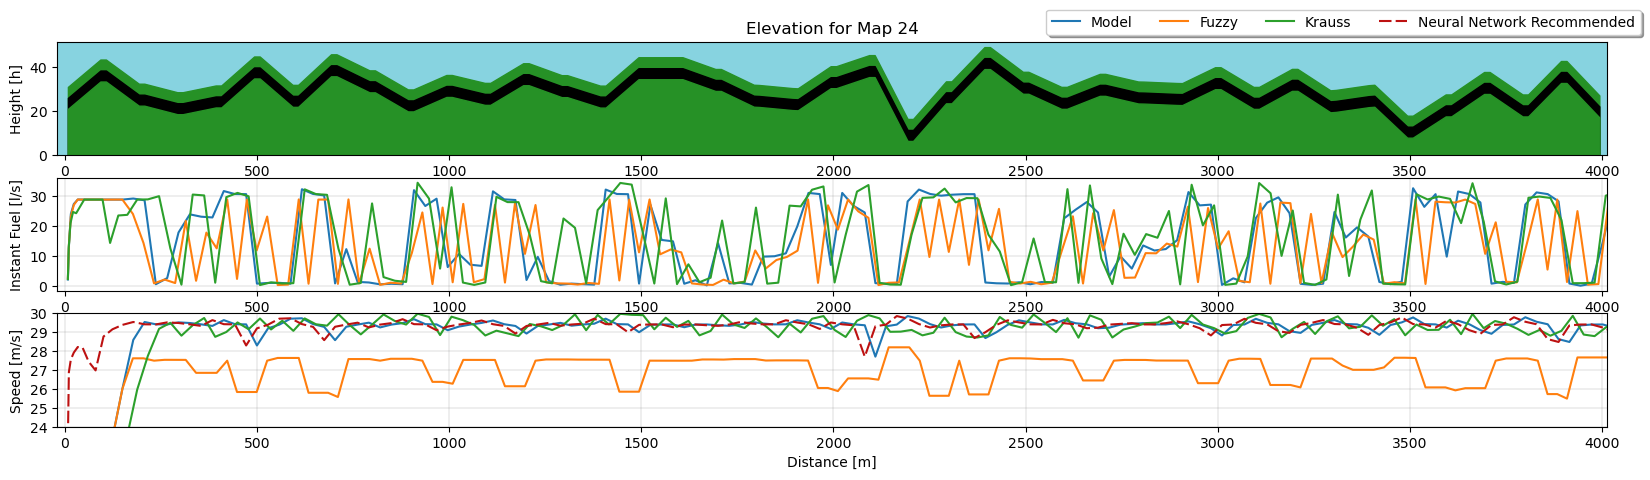 Model Fuzzy Krauss Neural Network Recommended
Elevation for Map 24
Height [h]
40
20
0
0 500 1000 1500 2000 2500 3000 3500 4000
Instant Fuel [l/s]
30
20
10
0
0 500 1000 1500 2000 2500 3000 3500 4000
Speed [m/s]
30
29
28
27
26
25
24
0 500 1000 1500 2000 2500 3000 3500 4000
Distance [m]